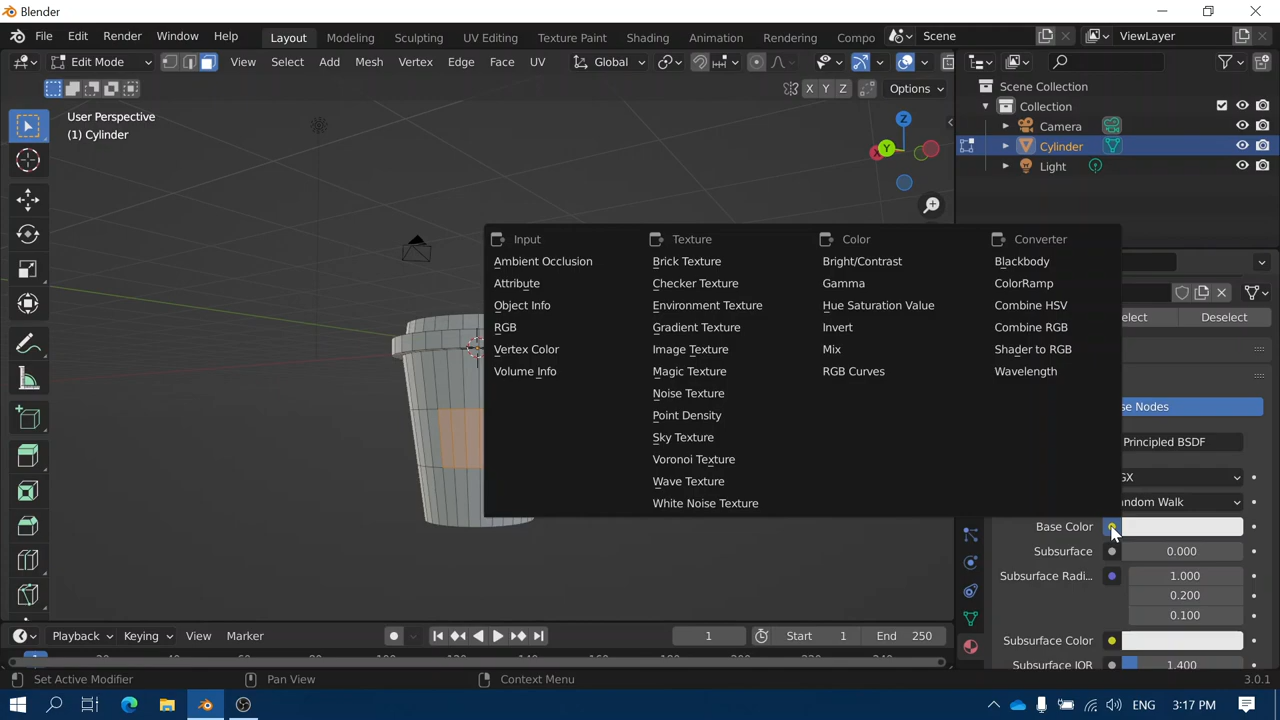 Blender
File Edit Render Window Help Layout Modeling Sculpting UV Editing Texture Paint Shading Animation Rendering Compo Scene ViewLayer
Edit Mode View Select Add Mesh Vertex Edge Face UV Global
X Y Z Options
User Perspective
(1) Cylinder
Z
Y
X
Scene Collection
Collection
Camera
Cylinder
Light
Input Texture Color Converter
Ambient Occlusion Brick Texture Bright/Contrast Blackbody
Attribute Checker Texture Gamma ColorRamp
Object Info Environment Texture Hue Saturation Value Combine HSV
RGB Gradient Texture Invert Combine RGB
Vertex Color Image Texture Mix Shader to RGB
Volume Info Magic Texture RGB Curves Wavelength
Noise Texture
Point Density
Sky Texture
Voronoi Texture
Wave Texture
White Noise Texture
elect Deselect
se Nodes
Principled BSDF
GX
ndom Walk
Base Color
Subsurface 0.000
Subsurface Radi... 1.000
0.200
0.100
Subsurface Color
Subsurface IOR 1.400
Playback Keying View Marker 1 Start 1 End 250
Set Active Modifier Pan View Context Menu 3.0.1
ENG 3:17 PM